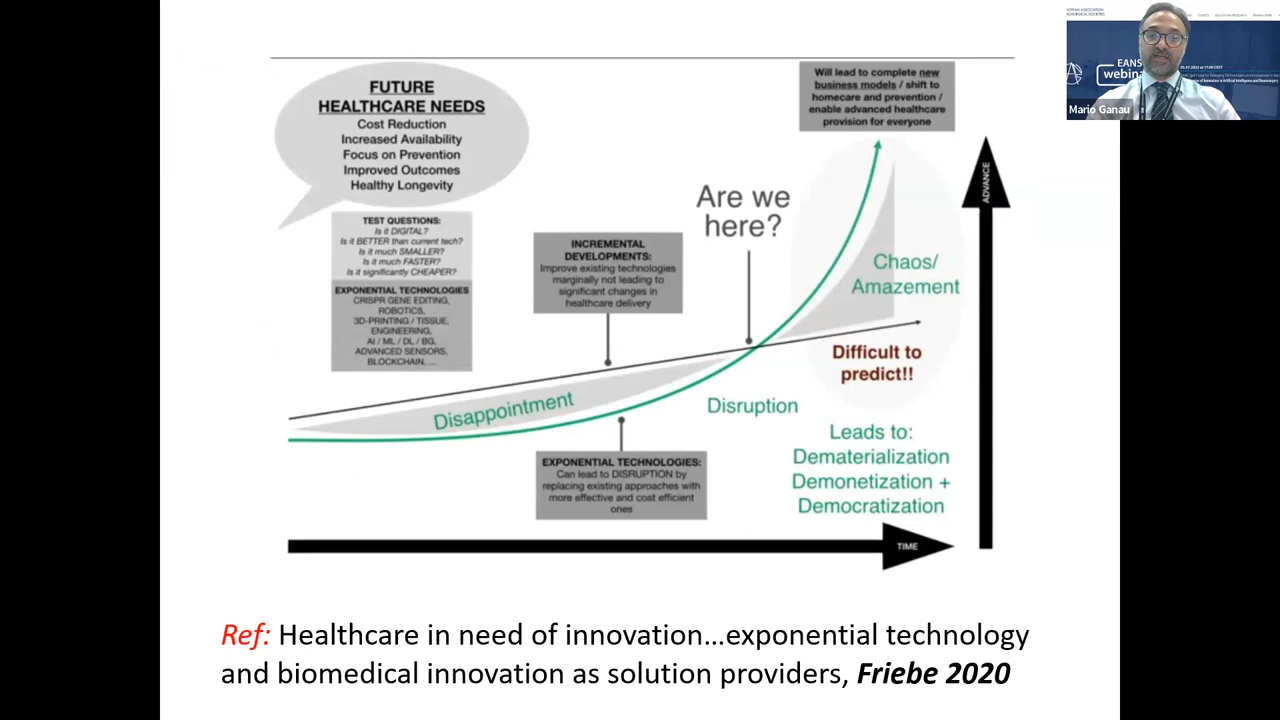 FUTURE
HEALTHCARE NEEDS
Cost Reduction
Increased Availability
Focus on Prevention
Improved Outcomes
Healthy Longevity
TEST QUESTIONS:
Is it DIGITAL?
Is it BETTER than current tech?
Is it much SMALLER?
Is it much FASTER?
Is it significantly CHEAPER?
EXPONENTIAL TECHNOLOGIES
CRISPR GENE EDITING,
ROBOTICS,
3D-PRINTING / TISSUE,
ENGINEERING,
AI / ML / DL / BG,
ADVANCED SENSORS,
BLOCKCHAIN, ...
INCREMENTAL
DEVELOPMENTS:
Improve existing technologies
marginally not leading to
significant changes in
healthcare delivery
Are we
here?
Will lead to complete new
business models / shift to
homecare and prevention /
enable advanced healthcare
provision for everyone
Chaos/
Amazement
Difficult to
predict!!
Disappointment
Disruption
EXPONENTIAL TECHNOLOGIES:
Can lead to DISRUPTION by
replacing existing approaches with
more effective and cost efficient
ones
Leads to:
Dematerialization
Demonetization +
Democratization
ADVANCE
TIME
Ref: Healthcare in need of innovation...exponential technology
and biomedical innovation as solution providers, Friebe 2020
EANS
webina
Mario Ganau